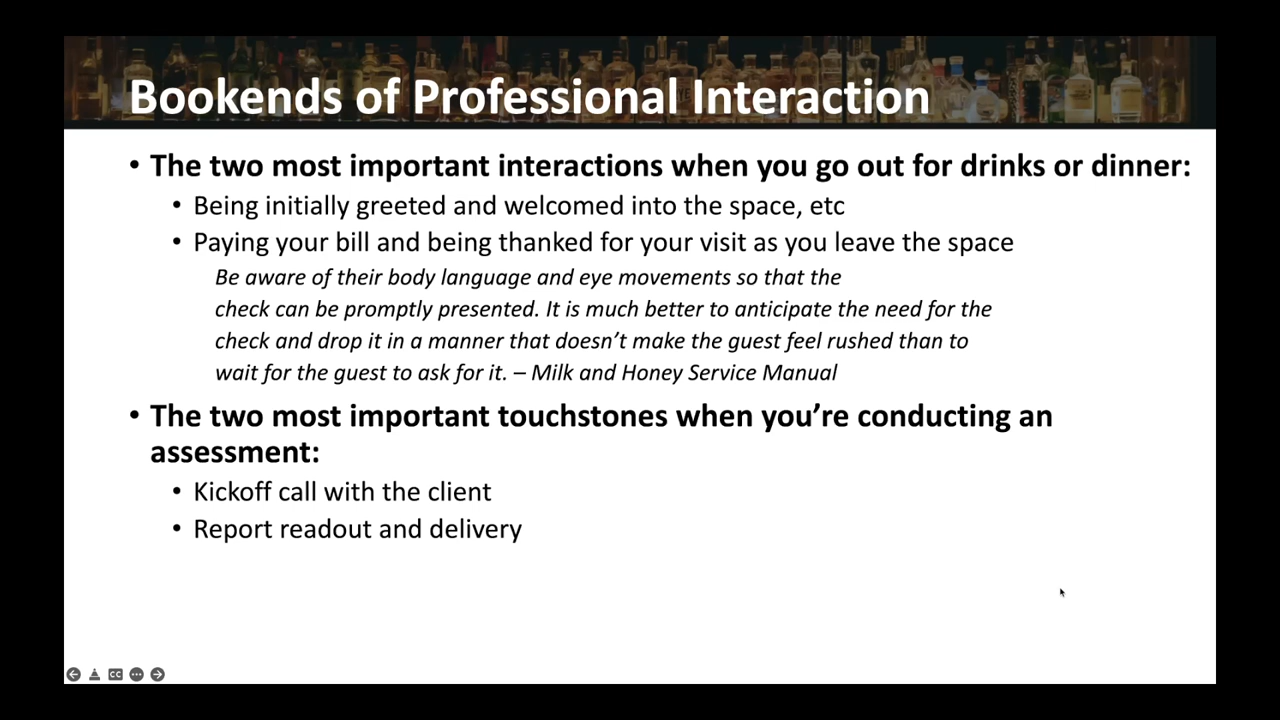 Bookends of Professional Interaction
• The two most important interactions when you go out for drinks or dinner:
• Being initially greeted and welcomed into the space, etc
• Paying your bill and being thanked for your visit as you leave the space
Be aware of their body language and eye movements so that the
check can be promptly presented. It is much better to anticipate the need for the
check and drop it in a manner that doesn’t make the guest feel rushed than to
wait for the guest to ask for it. – Milk and Honey Service Manual
• The two most important touchstones when you’re conducting an
assessment:
• Kickoff call with the client
• Report readout and delivery
CC